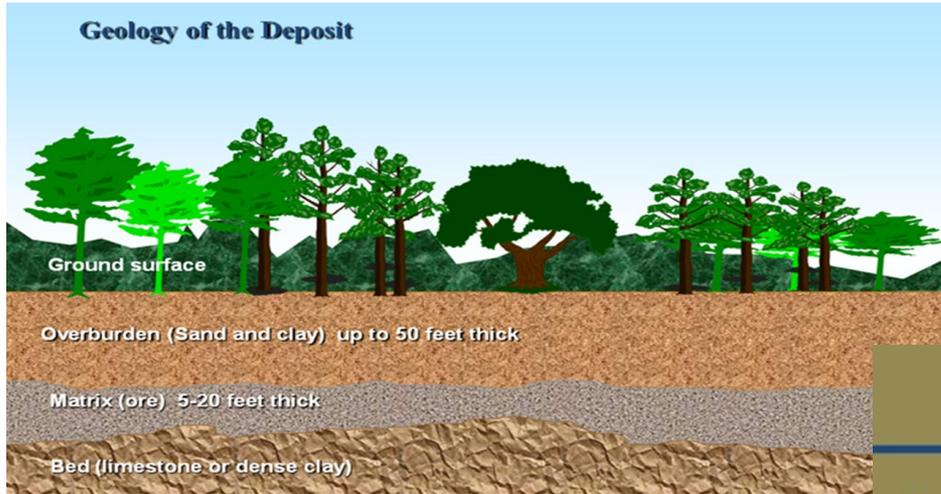 Geology of the Deposit
Ground surface
Overburden (Sand and clay) up to 50 feet thick
Matrix (ore) 5-20 feet thick
Bed (limestone or dense clay)